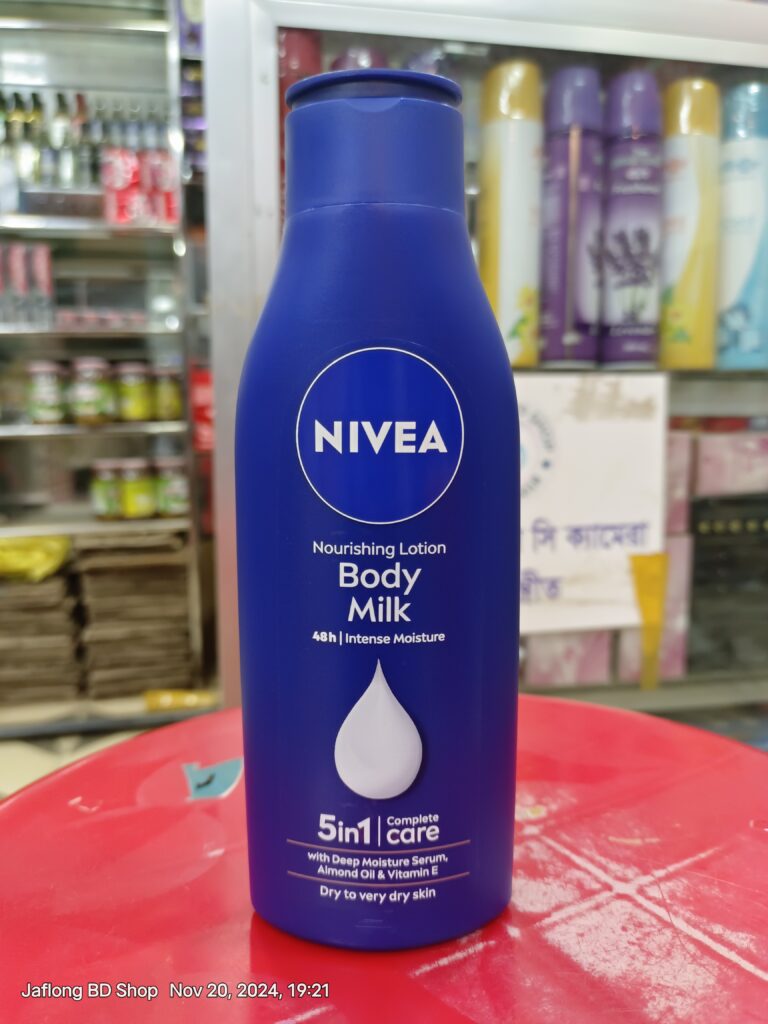 NIVEA
Nourishing Lotion
Body
Milk
48h | Intense Moisture
5in1 | Complete
care
with Deep Moisture Serum,
Almond Oil & Vitamin E
Dry to very dry skin
সি ক্যামেরা
Jaflong BD Shop Nov 20, 2024, 19:21